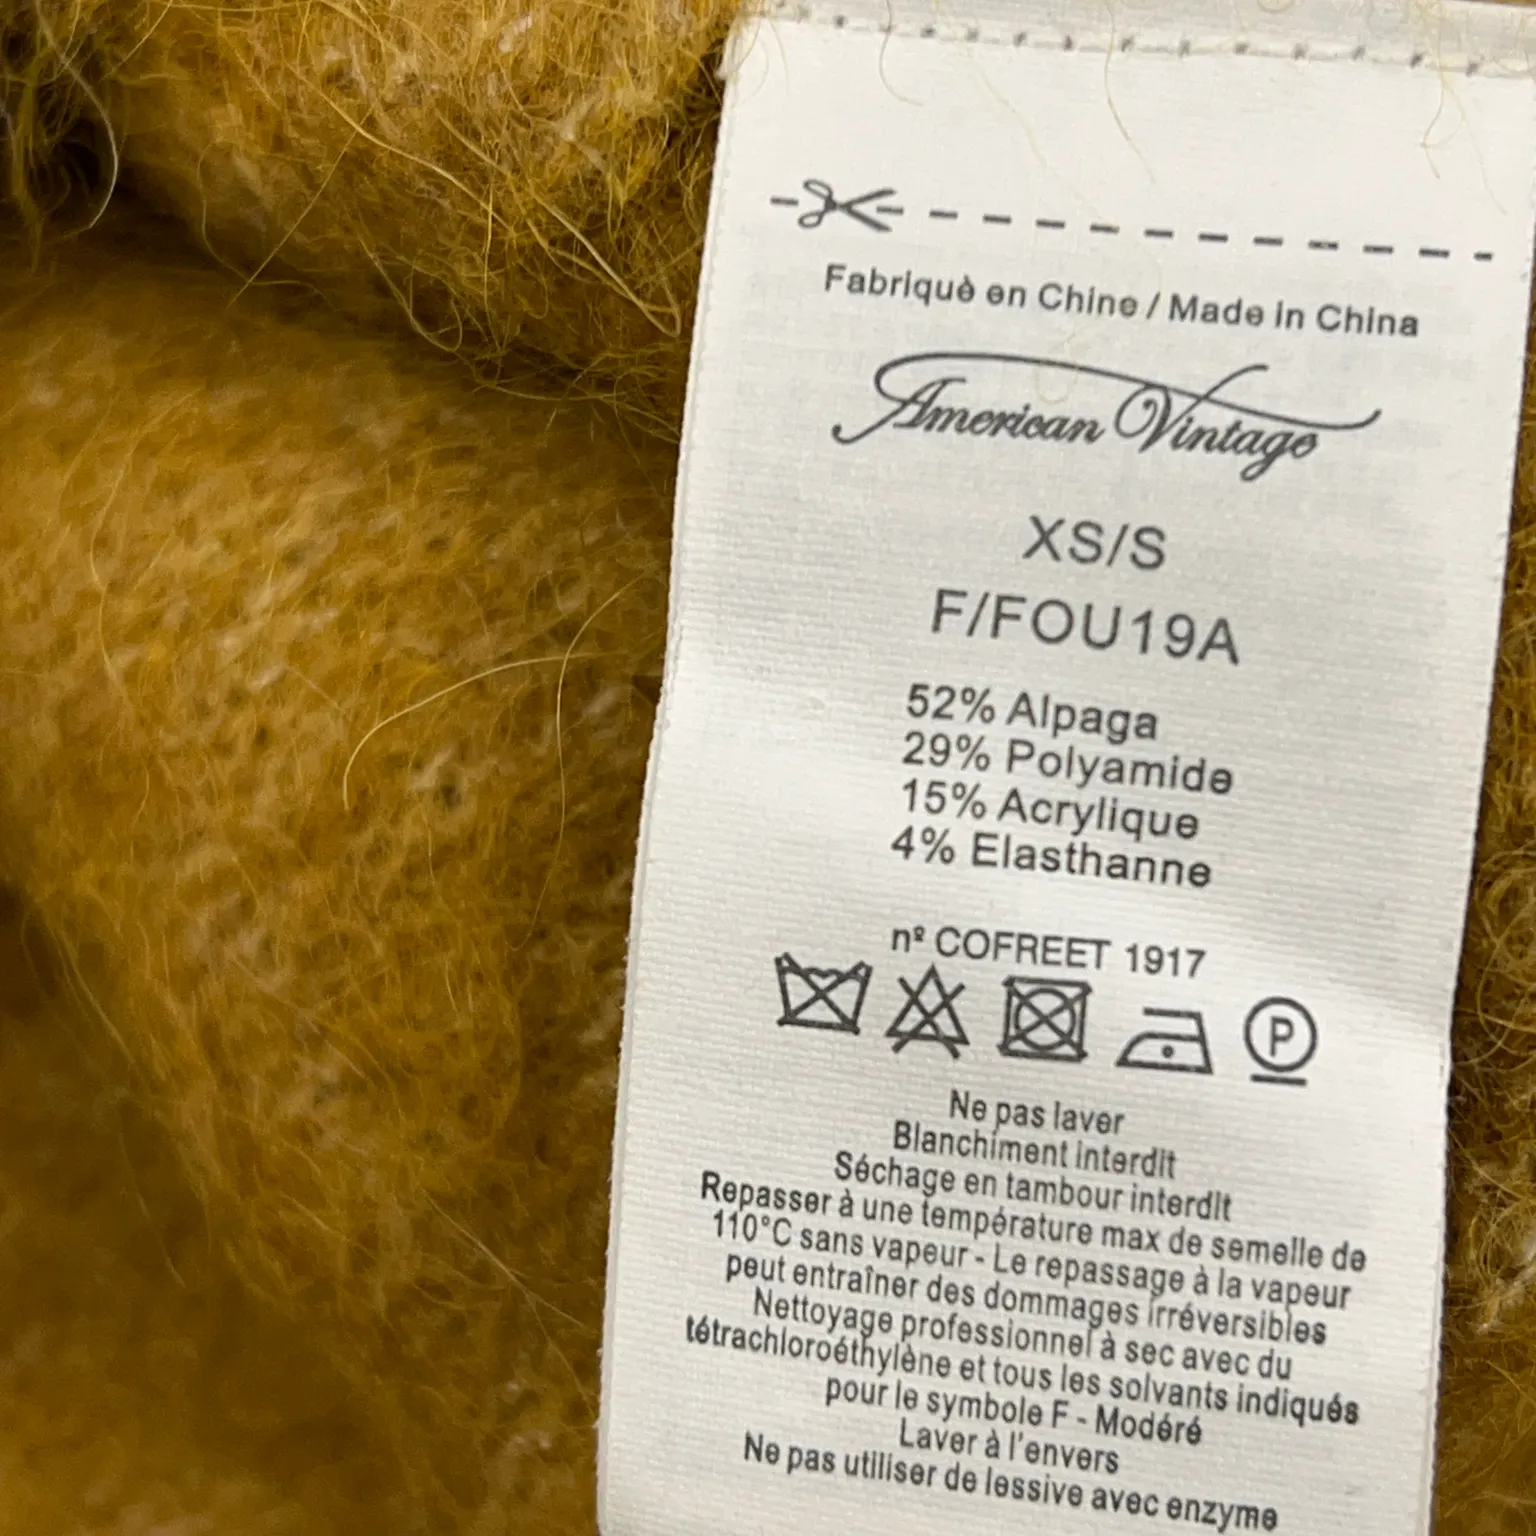 Fabriquè en Chine / Made in China
American Vintage
XS/S
F/FOU19A
52% Alpaga
29% Polyamide
15% Acrylique
4% Elasthanne
nº COFREET 1917
P
Ne pas laver
Blanchiment interdit
Séchage en tambour interdit
Repasser à une température max de semelle de
110°C sans vapeur - Le repassage à la vapeur
peut entraîner des dommages irréversibles
Nettoyage professionnel à sec avec du
tétrachloroéthylène et tous les solvants indiqués
pour le symbole F - Modéré
Laver à l'envers
Ne pas utiliser de lessive avec enzyme